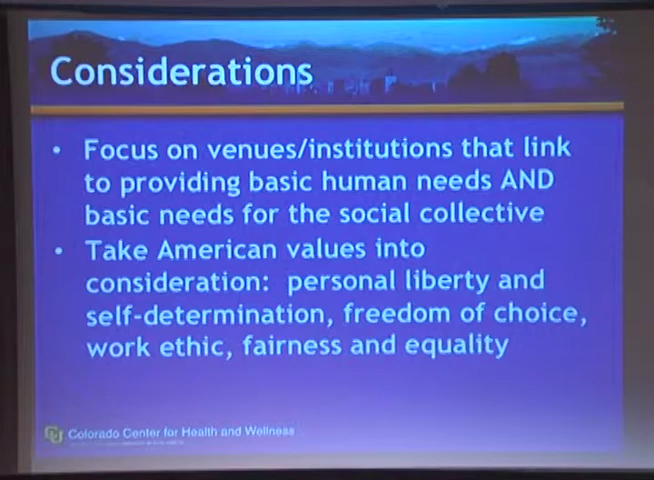 Considerations
• Focus on venues/institutions that link
to providing basic human needs AND
basic needs for the social collective
• Take American values into
consideration: personal liberty and
self-determination, freedom of choice,
work ethic, fairness and equality
CU Colorado Center for Health and Wellness